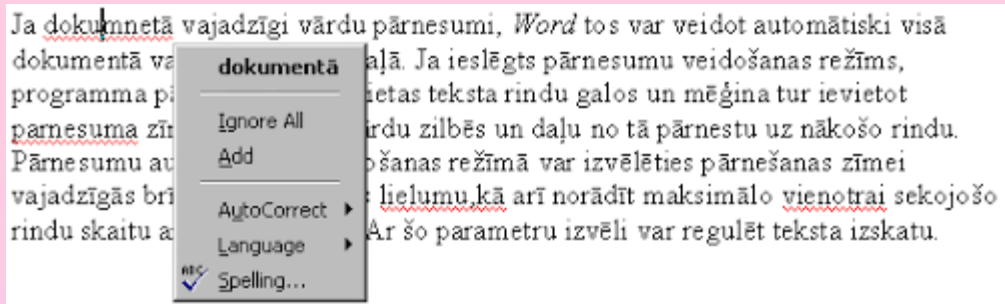 Ja dokumnetā vajadzīgi vārdu pārnesumi, Word tos var veidot automātiski visā
dokumentā va aļā. Ja ieslēgts pārnesumu veidošanas režīms,
programma pā ietas teksta rindu galos un mēģina tur ievietot
parnesuma zīr rdu zilbēs un daļu no tā pārnestu uz nākošo rindu.
Pārnesumu au ošanas režīmā var izvēlēties pārnešanas zīmei
vajadzīgās brī lielumu,kā arī norādīt maksimālo vienotrai sekojošo
rindu skaitu a Ar šo parametru izvēli var regulēt teksta izskatu.
dokumentā
Ignore All
Add
AutoCorrect
Language
ABC Spelling...